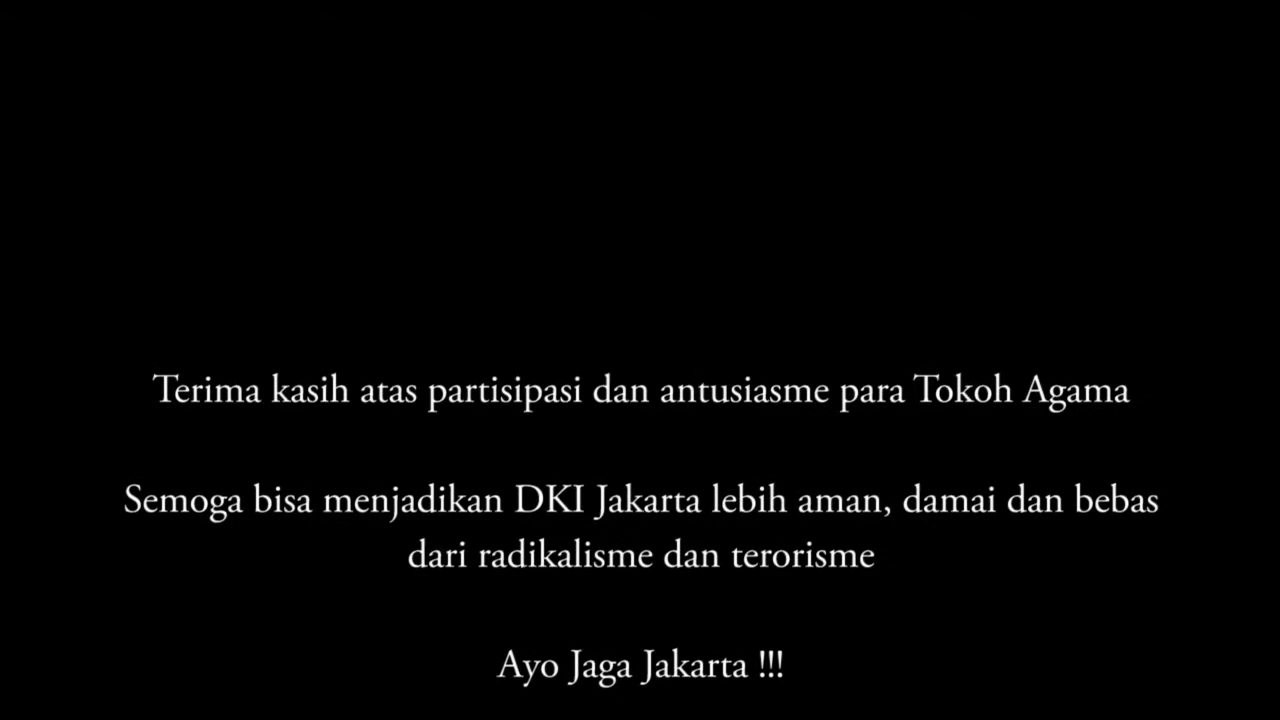 Terima kasih atas partisipasi dan antusiasme para Tokoh Agama
Semoga bisa menjadikan DKI Jakarta lebih aman, damai dan bebas
dari radikalisme dan terorisme
Ayo Jaga Jakarta !!!